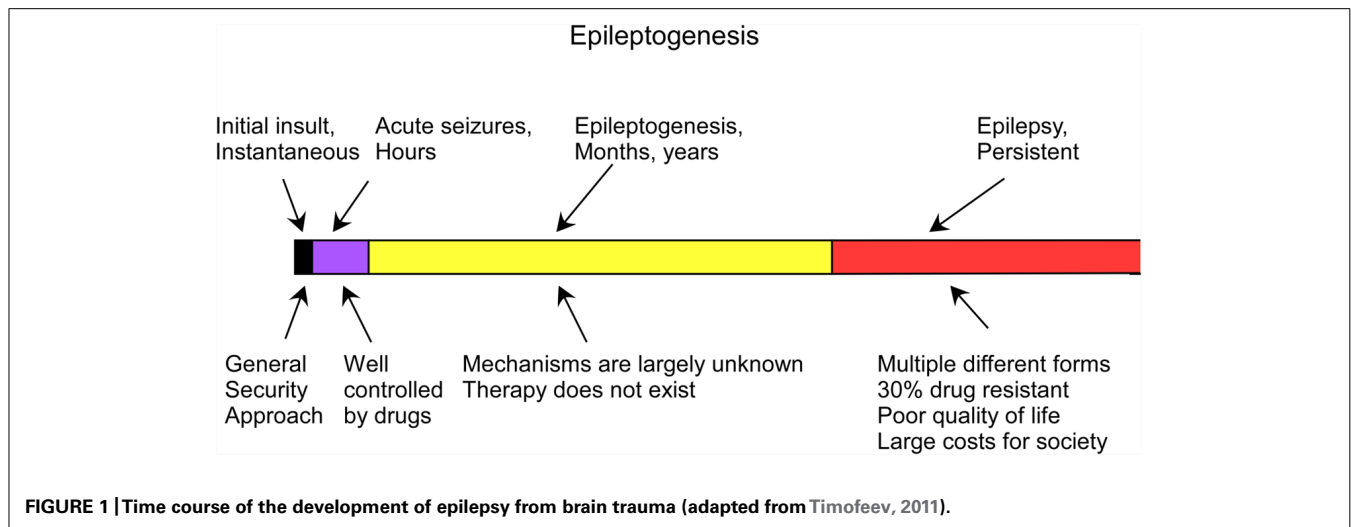 Epileptogenesis
Initial insult,
Instantaneous
Acute seizures,
Hours
Epileptogenesis,
Months, years
Epilepsy,
Persistent
General
Security
Approach
Well
controlled
by drugs
Mechanisms are largely unknown
Therapy does not exist
Multiple different forms
30% drug resistant
Poor quality of life
Large costs for society
FIGURE 1 | Time course of the development of epilepsy from brain trauma (adapted from Timofeev, 2011).